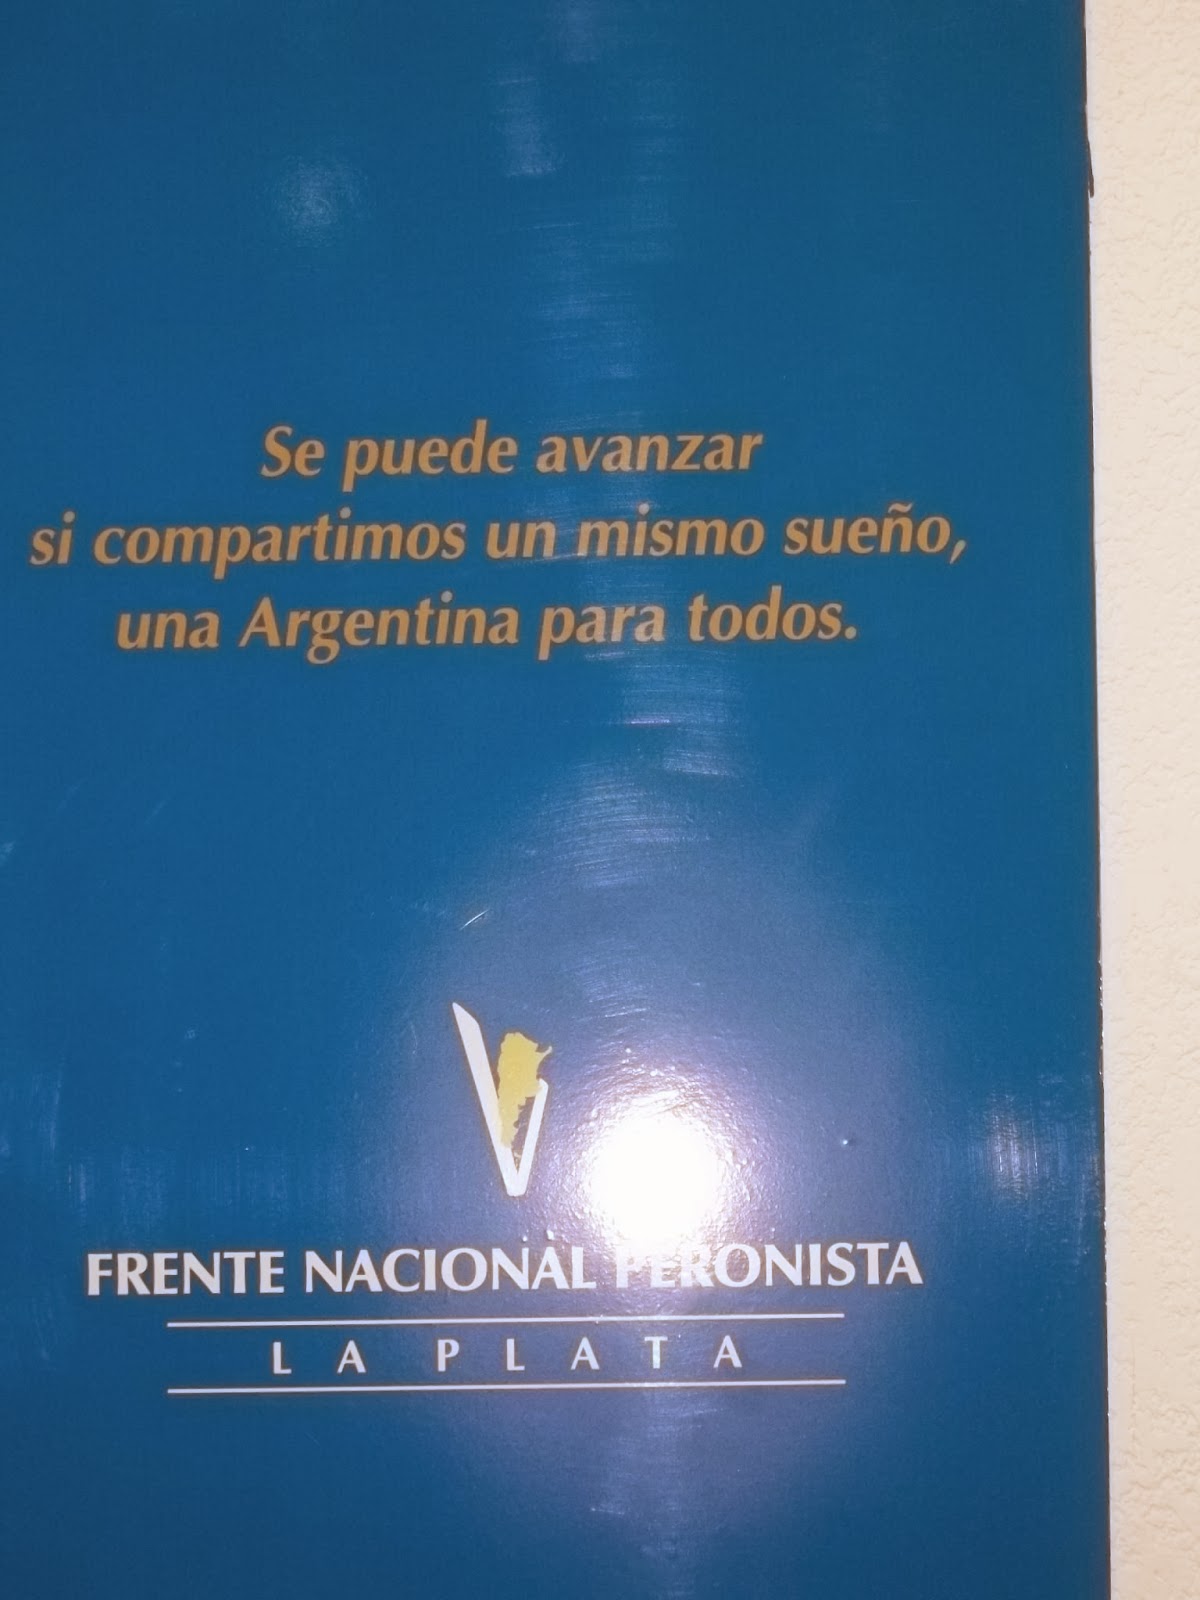 Se puede avanzar
si compartimos un mismo sueño,
una Argentina para todos.
FRENTE NACIONAL PERONISTA
LA PLATA